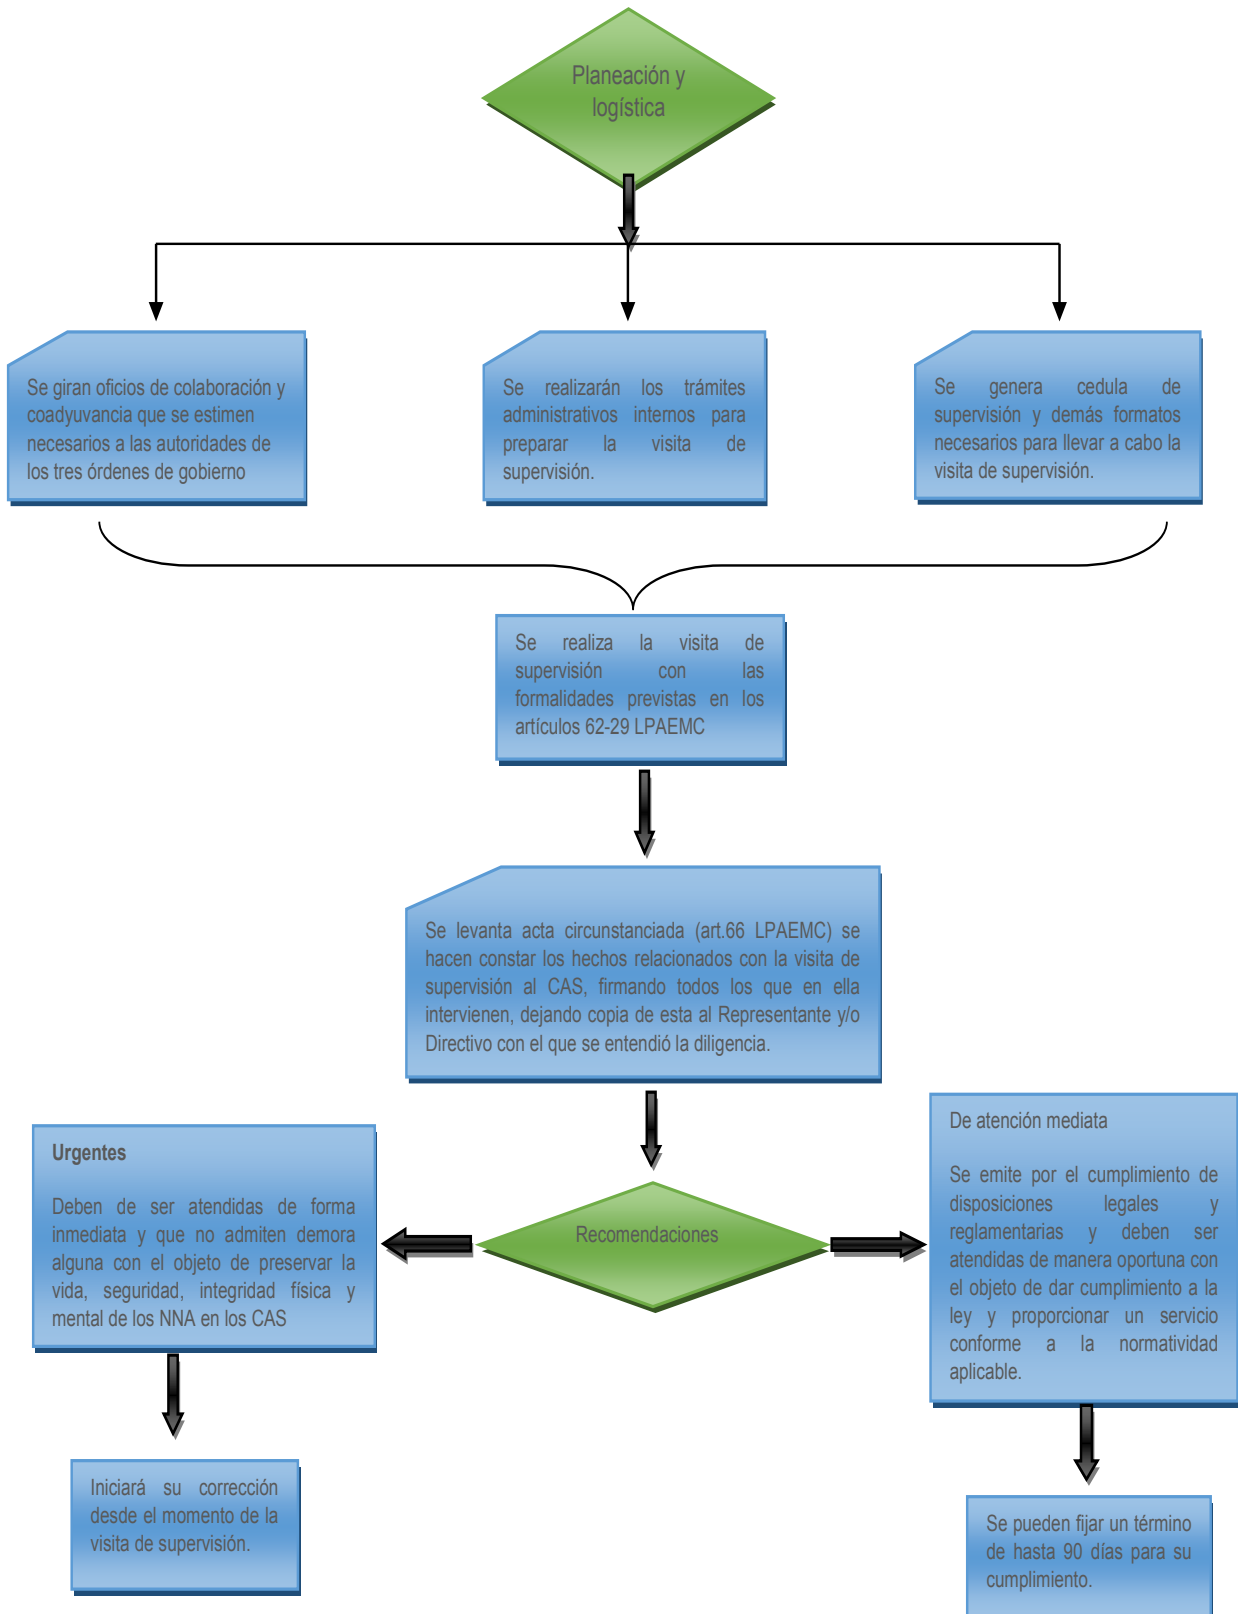 Planeación y
logística
Se giran oficios de colaboración y
coadyuvancia que se estimen
necesarios a las autoridades de
los tres órdenes de gobierno
Se realizarán los trámites
administrativos internos para
preparar la visita de
supervisión.
Se genera cedula de
supervisión y demás formatos
necesarios para llevar a cabo la
visita de supervisión.
Se realiza la visita de
supervisión con las
formalidades previstas en los
artículos 62-29 LPAEMC
Se levanta acta circunstanciada (art.66 LPAEMC) se
hacen constar los hechos relacionados con la visita de
supervisión al CAS, firmando todos los que en ella
intervienen, dejando copia de esta al Representante y/o
Directivo con el que se entendió la diligencia.
Recomendaciones
Urgentes
Deben de ser atendidas de forma
inmediata y que no admiten demora
alguna con el objeto de preservar la
vida, seguridad, integridad física y
mental de los NNA en los CAS
Iniciará su corrección
desde el momento de la
visita de supervisión.
De atención mediata
Se emite por el cumplimiento de
disposiciones legales y
reglamentarias y deben ser
atendidas de manera oportuna con
el objeto de dar cumplimiento a la
ley y proporcionar un servicio
conforme a la normatividad
aplicable.
Se pueden fijar un término
de hasta 90 días para su
cumplimiento.